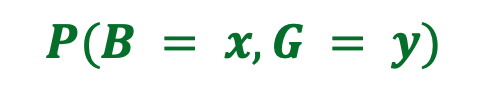 P(B = x, G = y)